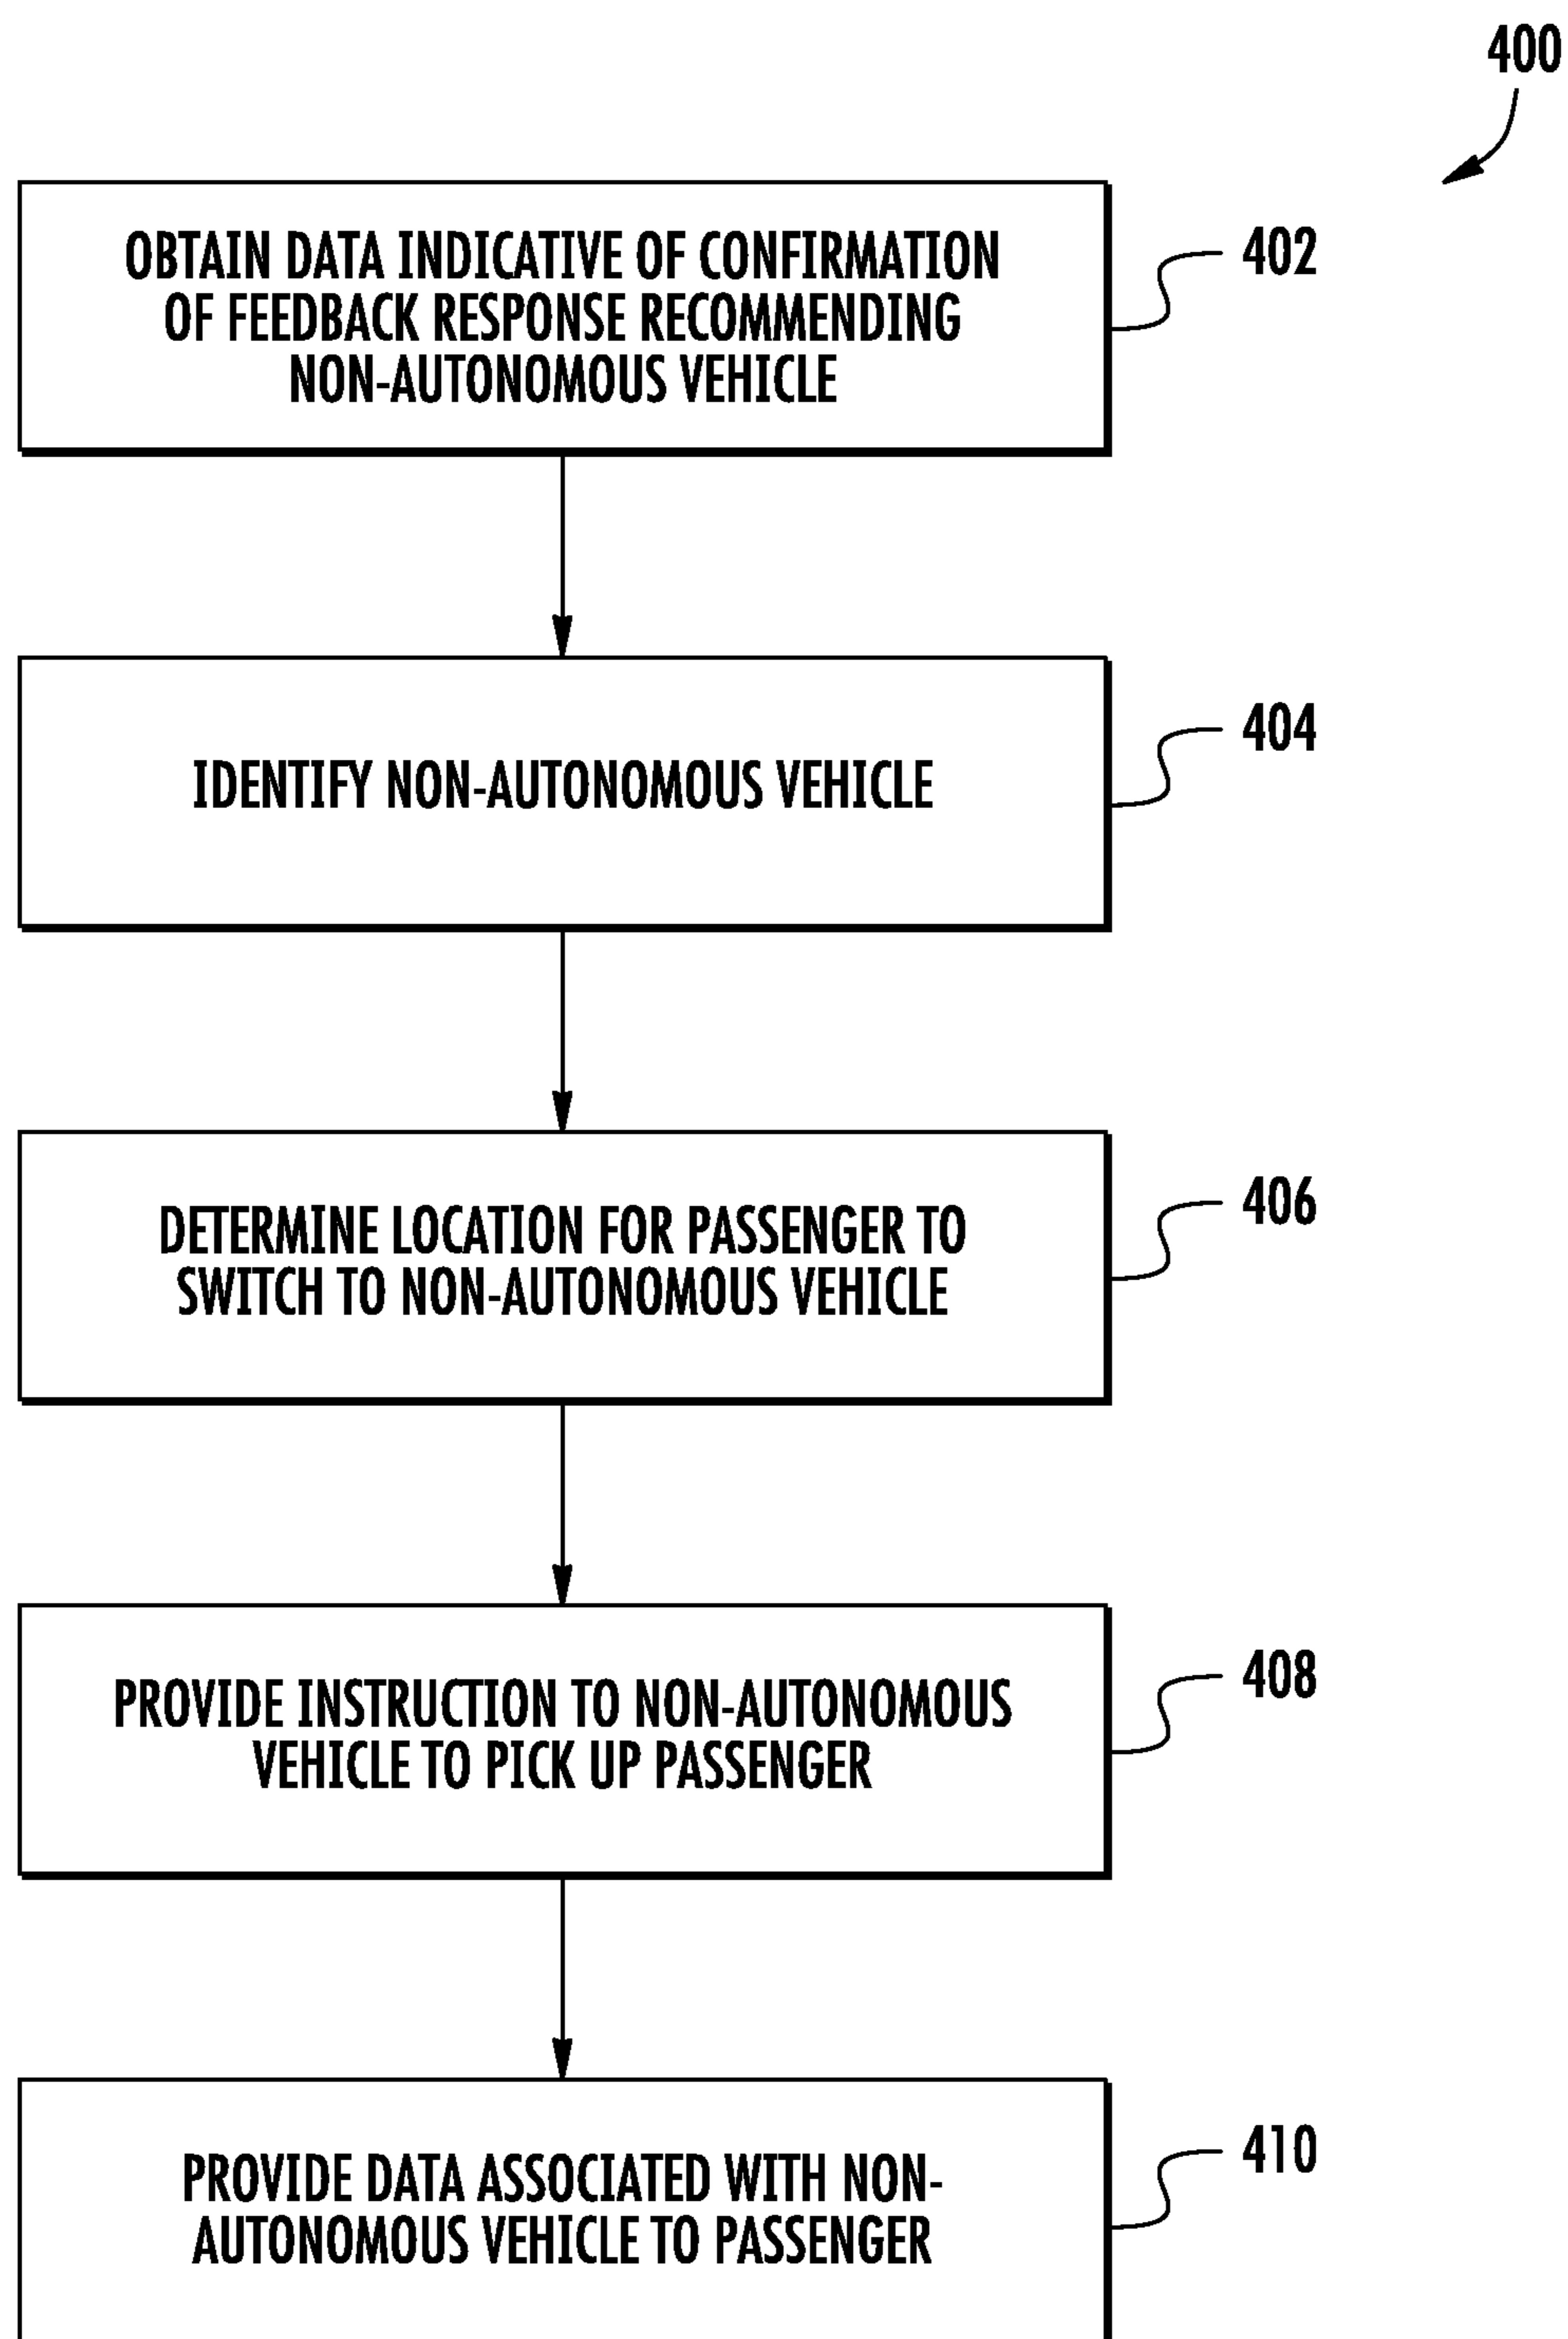 400
OBTAIN DATA INDICATIVE OF CONFIRMATION
OF FEEDBACK RESPONSE RECOMMENDING
NON-AUTONOMOUS VEHICLE
402
IDENTIFY NON-AUTONOMOUS VEHICLE
404
DETERMINE LOCATION FOR PASSENGER TO
SWITCH TO NON-AUTONOMOUS VEHICLE
406
PROVIDE INSTRUCTION TO NON-AUTONOMOUS
VEHICLE TO PICK UP PASSENGER
408
PROVIDE DATA ASSOCIATED WITH NON-
AUTONOMOUS VEHICLE TO PASSENGER
410